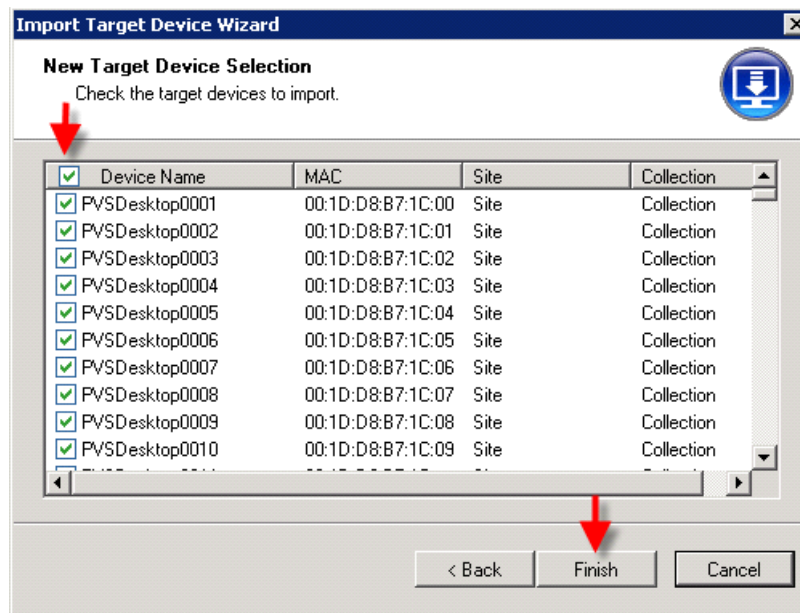 Import Target Device Wizard
New Target Device Selection
Check the target devices to import.
Device Name MAC Site Collection
PVSDesktop0001 00:1D:D8:B7:1C:00 Site Collection
PVSDesktop0002 00:1D:D8:B7:1C:01 Site Collection
PVSDesktop0003 00:1D:D8:B7:1C:02 Site Collection
PVSDesktop0004 00:1D:D8:B7:1C:03 Site Collection
PVSDesktop0005 00:1D:D8:B7:1C:04 Site Collection
PVSDesktop0006 00:1D:D8:B7:1C:05 Site Collection
PVSDesktop0007 00:1D:D8:B7:1C:06 Site Collection
PVSDesktop0008 00:1D:D8:B7:1C:07 Site Collection
PVSDesktop0009 00:1D:D8:B7:1C:08 Site Collection
PVSDesktop0010 00:1D:D8:B7:1C:09 Site Collection
< Back Finish Cancel